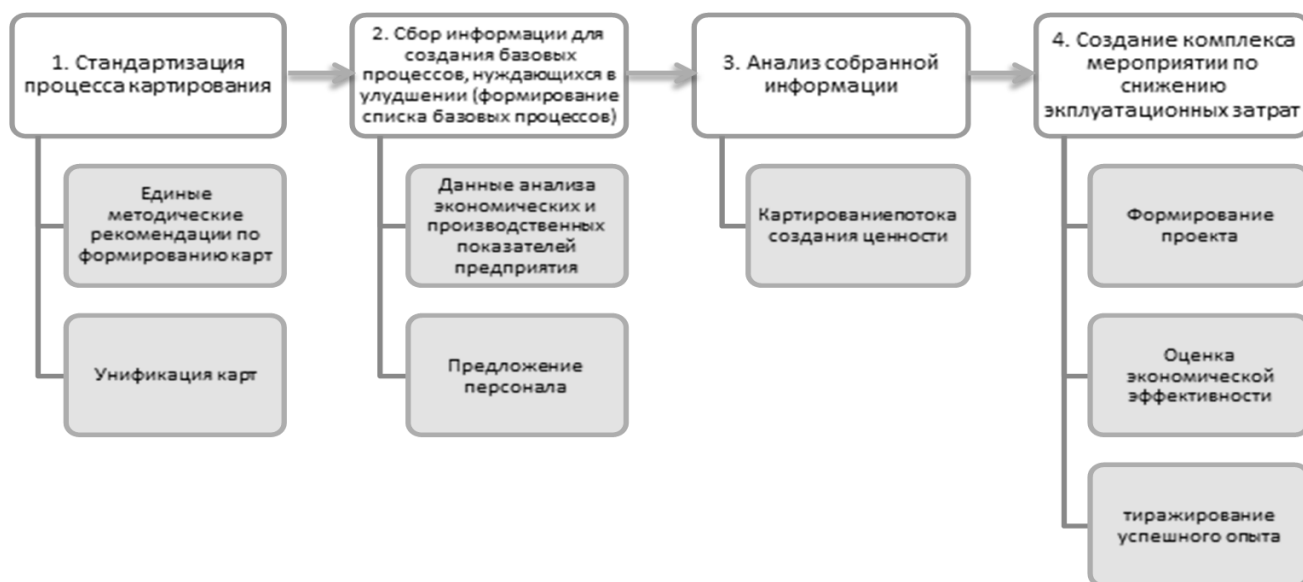 1. Стандартизация
процесса картирования
Единые
методические
рекомендации по
формированию карт
Унификация карт
2. Сбор информации для
создания базовых
процессов, нуждающихся в
улудшении (формирование
списка базовых процессов)
Данные анализа
экономических и
производственных
показателей
предприятия
Предложение
персонала
3. Анализ собранной
информации
Картированиепотока
создания ценности
4. Создание комплекса
мероприятии по
снижению
экплуатационных затрат
Формирование
проекта
Оценка
экономической
эффективности
тиражирование
успешного опыта